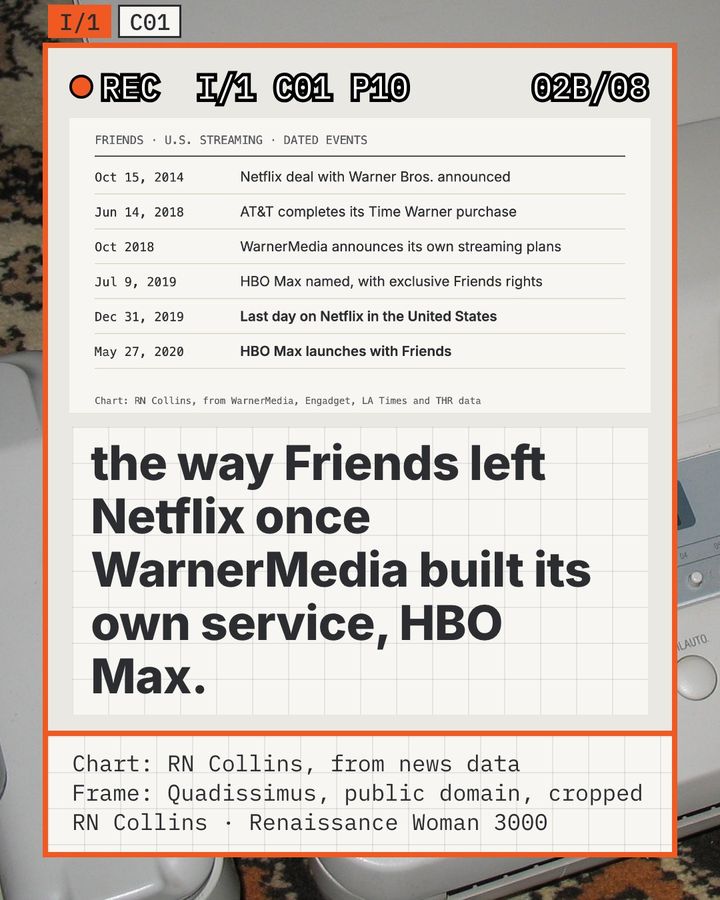 I/1 C01
REC I/1 C01 P10 02B/08
FRIENDS · U.S. STREAMING · DATED EVENTS
Oct 15, 2014 Netflix deal with Warner Bros. announced
Jun 14, 2018 AT&T completes its Time Warner purchase
Oct 2018 WarnerMedia announces its own streaming plans
Jul 9, 2019 HBO Max named, with exclusive Friends rights
Dec 31, 2019 Last day on Netflix in the United States
May 27, 2020 HBO Max launches with Friends
Chart: RN Collins, from WarnerMedia, Engadget, LA Times and THR data
the way Friends left
Netflix once
WarnerMedia built its
own service, HBO
Max.
Chart: RN Collins, from news data
Frame: Quadissimus, public domain, cropped
RN Collins · Renaissance Woman 3000